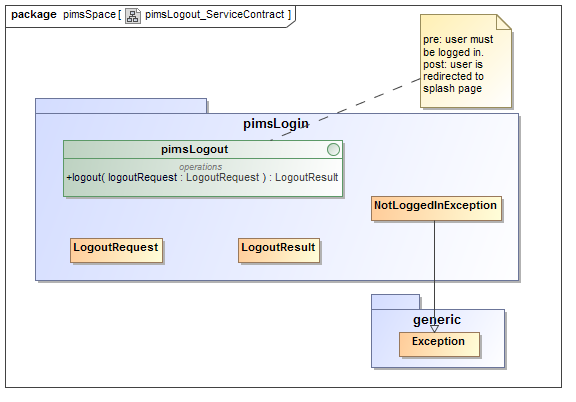 package pimsSpace [ pimsLogout_ServiceContract ]
pre: user must
be logged in.
post: user is
redirected to
splash page
pimsLogin
pimsLogout
operations
+logout( logoutRequest : LogoutRequest ) : LogoutResult
NotLoggedInException
LogoutRequest
LogoutResult
generic
Exception